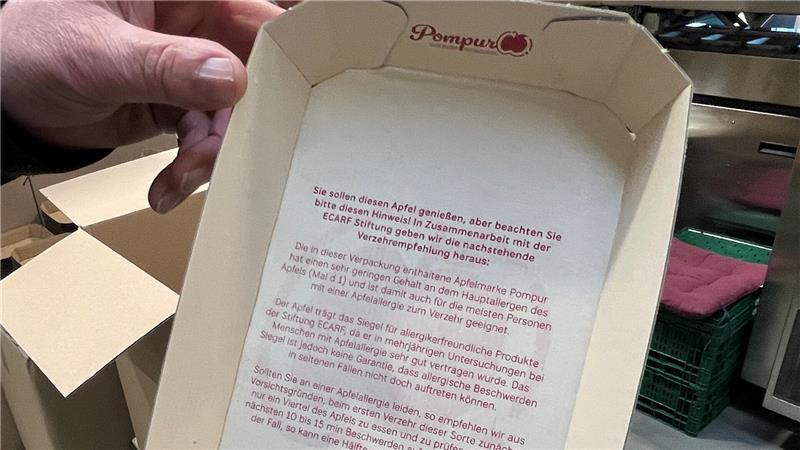 Pompur
Sie sollen diesen Apfel genießen, aber beachten Sie
bitte diesen Hinweis! In Zusammenarbeit mit der
ECARF Stiftung geben wir die nachstehende
Verzehrempfehlung heraus:
Die in dieser Verpackung enthaltene Apfelmarke Pompur
hat einen sehr geringen Gehalt an dem Hauptallergen des
Apfels (Mal d 1) und ist damit auch für die meisten Personen
mit einer Apfelallergie zum Verzehr geeignet.
Der Apfel trägt das Siegel für allergikerfreundliche Produkte
der Stiftung ECARF, da er in mehrjährigen Untersuchungen bei
Menschen mit Apfelallergie sehr gut vertragen wurde. Das
Siegel ist jedoch keine Garantie, dass allergische Beschwerden
in seltenen Fällen nicht doch auftreten können.
Sollten Sie an einer Apfelallergie leiden, so empfehlen wir aus
Vorsichtsgründen, beim ersten Verzehr dieser Sorte zunäch
nur ein Viertel des Apfels zu essen und zu prüfen
nächsten 10 bis 15 min Beschwerden
der Fall, so kann eine Hälfte